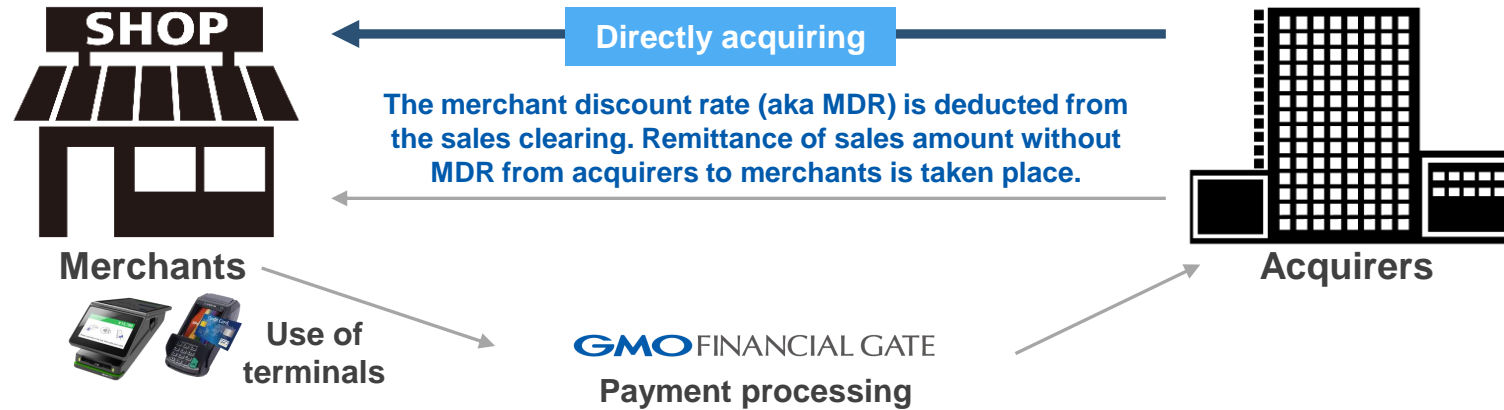 SHOP
Directly acquiring
The merchant discount rate (aka MDR) is deducted from
the sales clearing. Remittance of sales amount without
MDR from acquirers to merchants is taken place.
Merchants
Acquirers
Use of
terminals
GMO FINANCIAL GATE
Payment processing